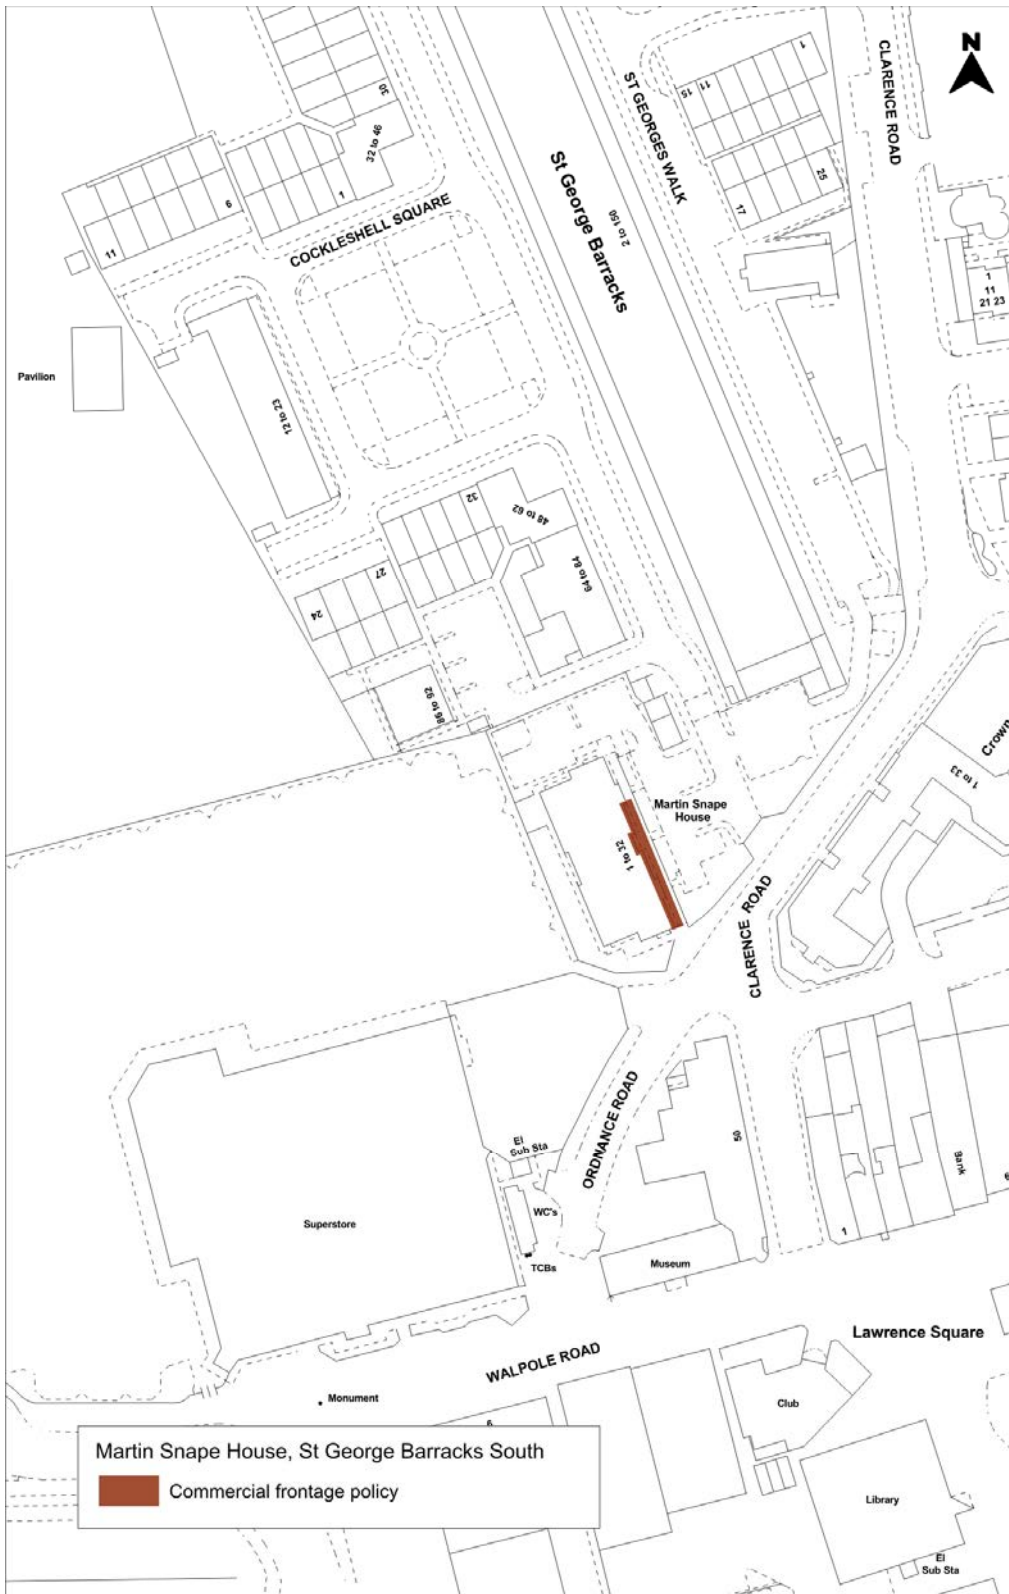 N
1
11
15
CLARENCE ROAD
30
32 to 46
ST GEORGES WALK
St George Barracks
2 to 150
6
1
11
COCKLESHELL SQUARE
17
25
1
11
21 23
Pavilion
12 to 23
32
48 to 62
64 to 84
27
24
86 to 92
Crown
1 to 33
Martin Snape
House
1 to 32
CLARENCE ROAD
ORDNANCE ROAD
50
El
Sub Sta
Bank
6
WC's
Superstore
1
Museum
TCBs
Lawrence Square
WALPOLE ROAD
Monument
Club
6
Martin Snape House, St George Barracks South
Commercial frontage policy
Library
El
Sub Sta